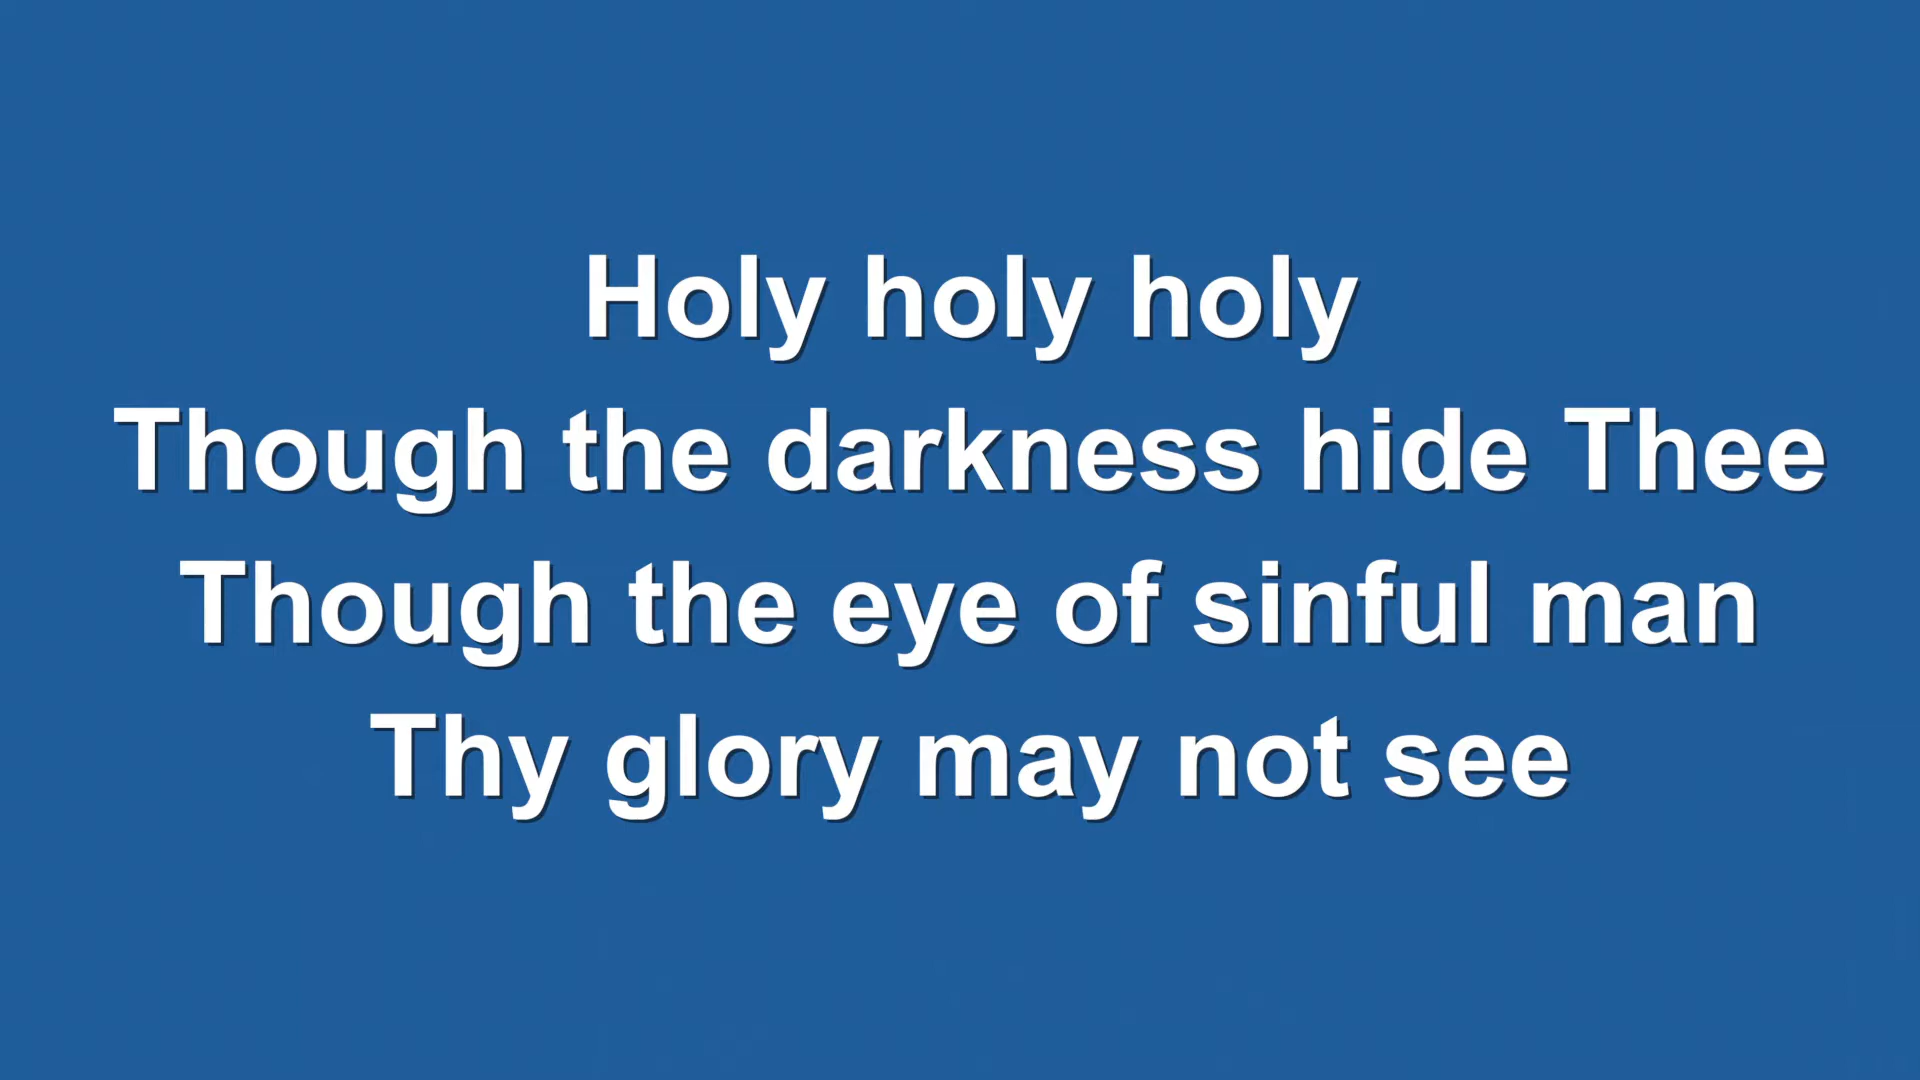 Holy holy holy
Though the darkness hide Thee
Though the eye of sinful man
Thy glory may not see